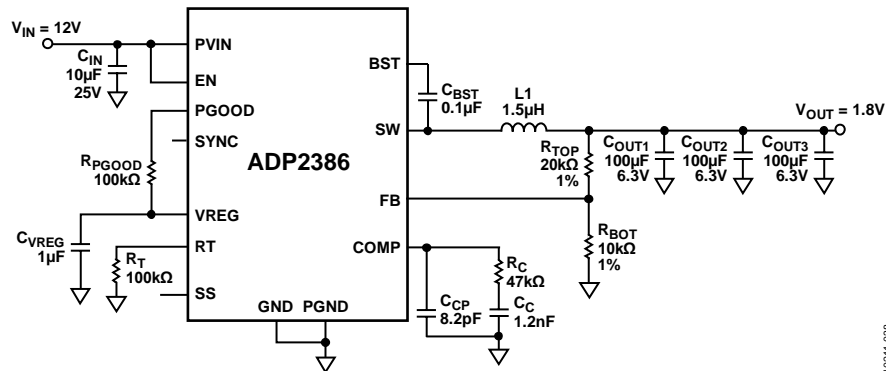 VIN = 12V
CIN
10µF
25V
PVIN
EN
PGOOD
SYNC
RPGOOD
100kΩ
VREG
CVREG
1µF
RT
RT
100kΩ
SS
ADP2386
GND PGND
BST
CBST
0.1µF
SW
L1
1.5µH
VOUT = 1.8V
RTOP
20kΩ
1%
COUT1
100µF
6.3V
COUT2
100µF
6.3V
COUT3
100µF
6.3V
FB
RBOT
10kΩ
1%
COMP
RC
47kΩ
CCP
8.2pF
CC
1.2nF